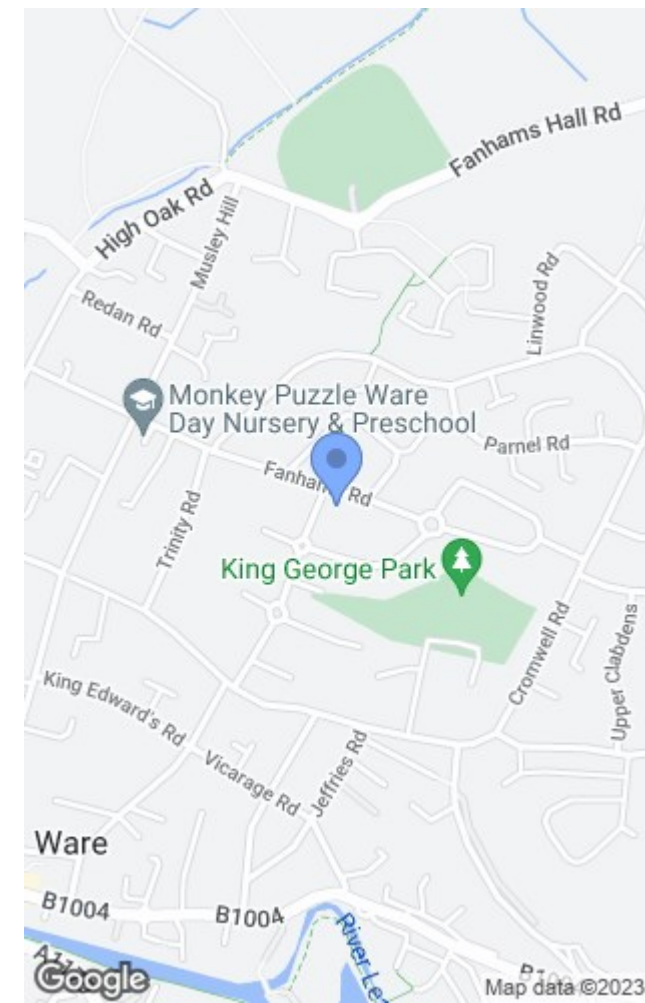 Fanhams Hall Rd
High Oak Rd
Musley Hill
Redan Rd
Linwood Rd
Monkey Puzzle Ware
Day Nursery & Preschool
Parnel Rd
Rd
Trinity Rd
King George Park
Cromwell Rd
Upper Clabdens
King Edward's Rd
Vicarage Rd
Jeffries Rd
Ware
B1004
B1004
River
Google
Map data ©2023